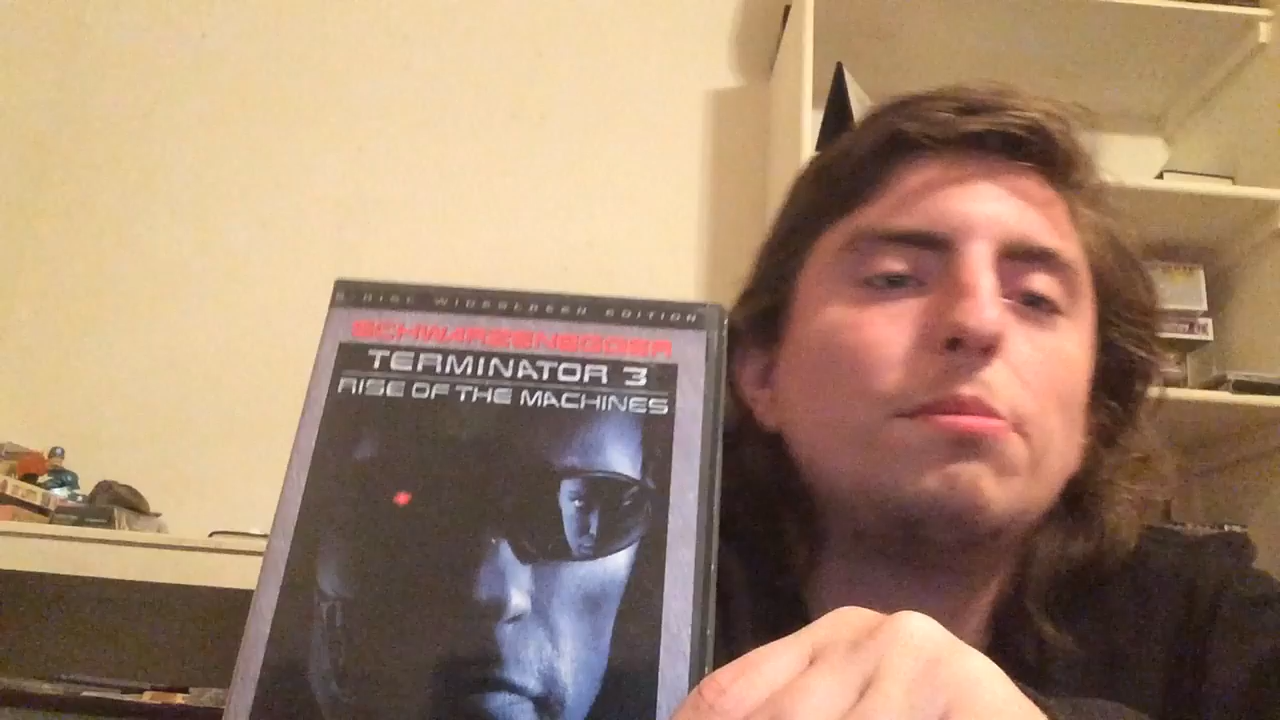 2-DISC WIDESCREEN EDITION
SCHWARZENEGGER
TERMINATOR 3
RISE OF THE MACHINES